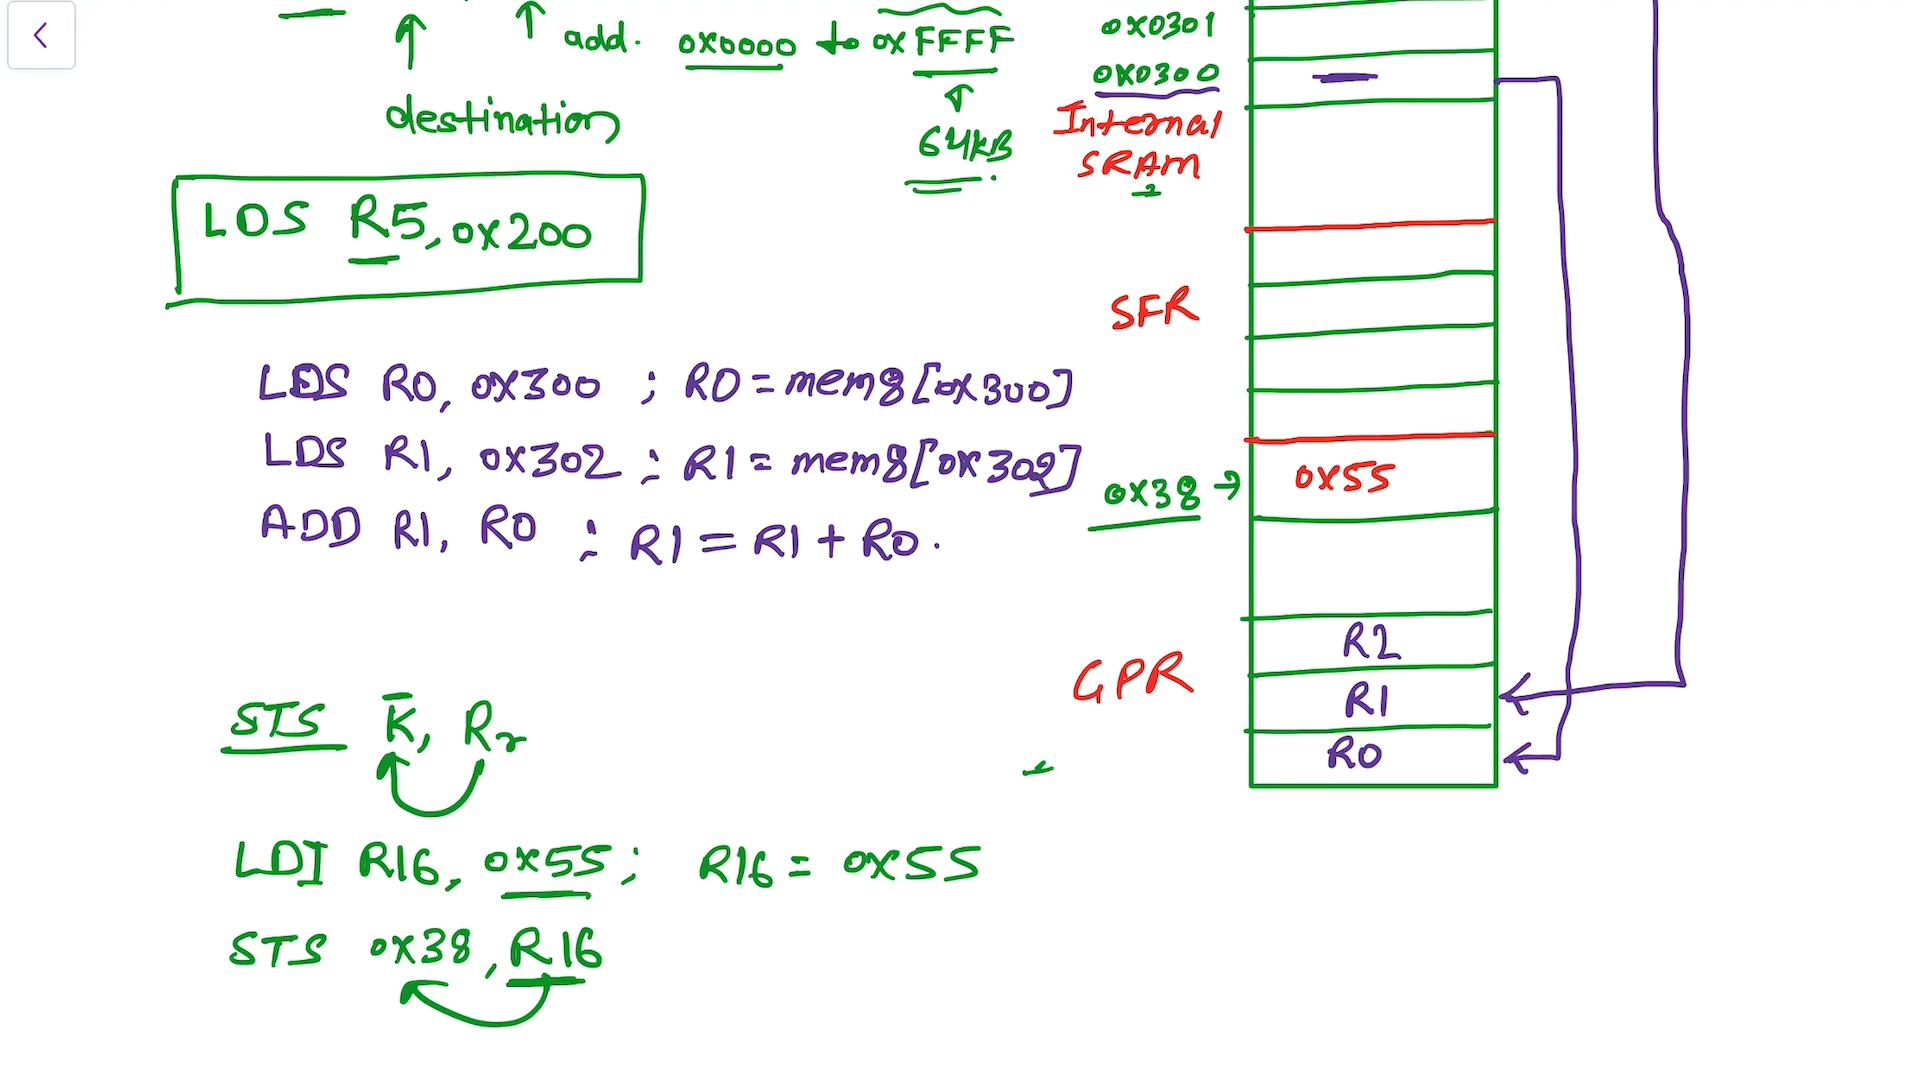 add. 0x0000 to 0xFFFF
destination
64kB
LDS R5, 0x200
LDS R0, 0x300 ; R0 = mem8[0x300]
LDS R1, 0x302 ; R1 = mem8[0x302]
ADD R1, R0 ; R1 = R1 + R0.
STS K, Rr
LDI R16, 0x55 ; R16 = 0x55
STS 0x38, R16
0x0301
0x0300
Internal
SRAM
SFR
0x38 → 0x55
GPR
R2
R1
R0